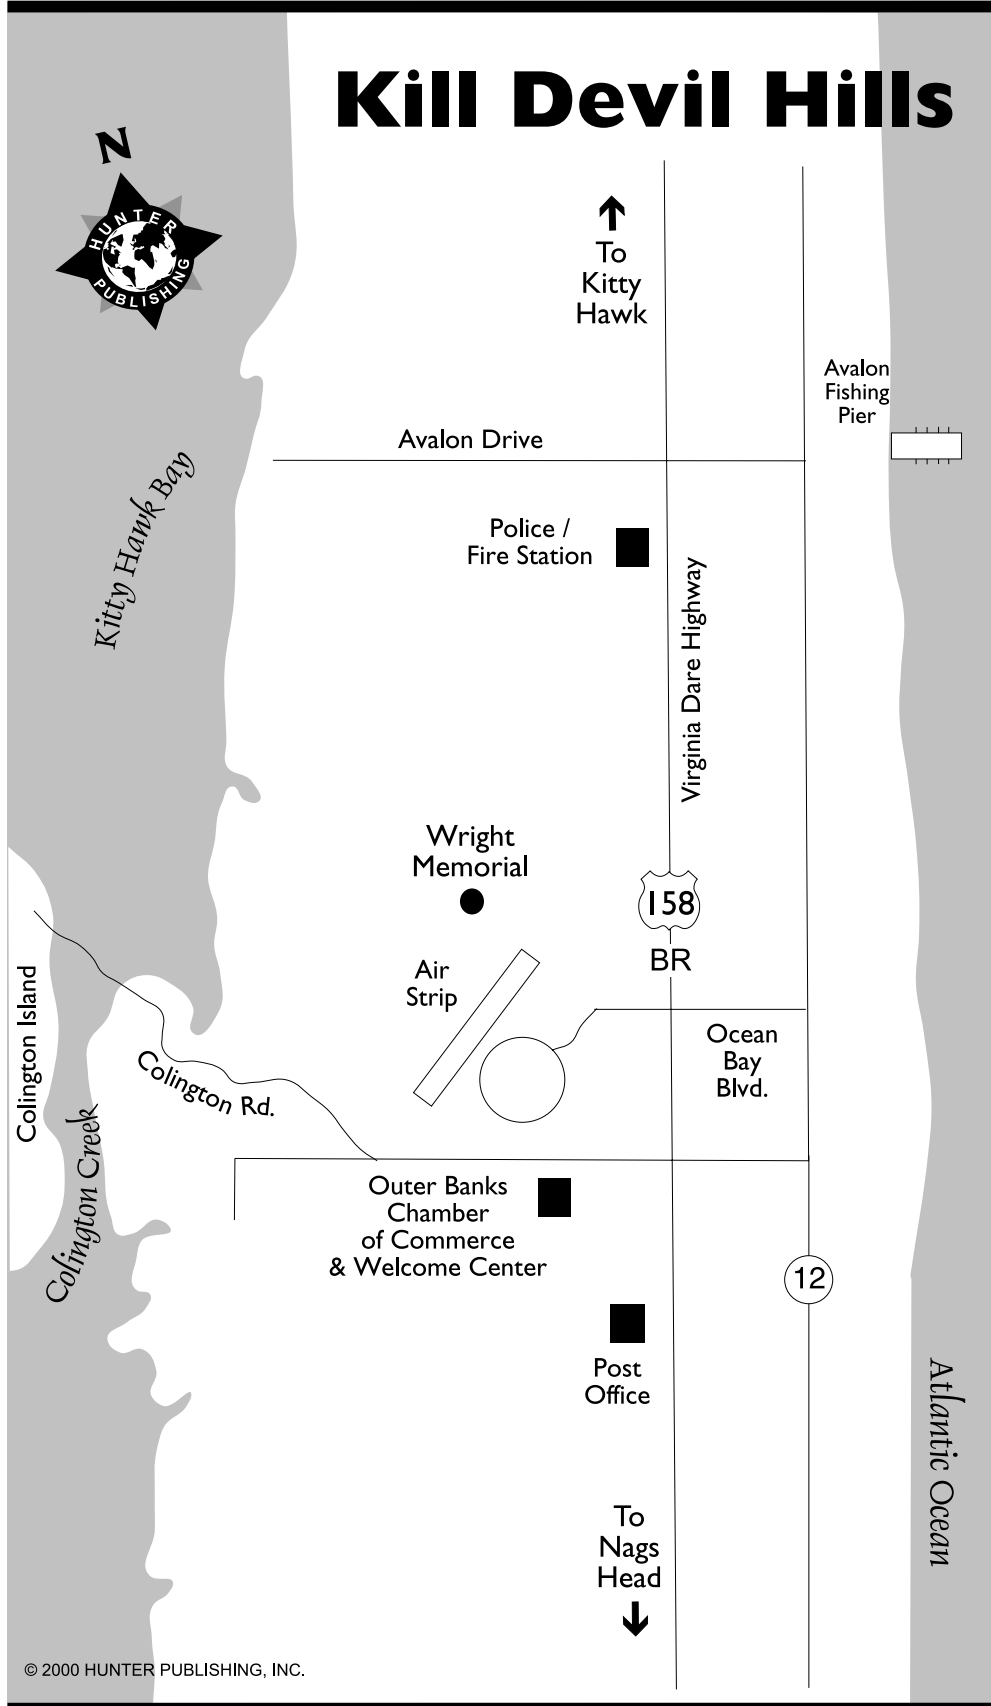 Kill Devil Hills
N
HUNTER
PUBLISHING
To
Kitty
Hawk
Avalon
Fishing
Pier
Avalon Drive
Kitty Hawk Bay
Police /
Fire Station
Virginia Dare Highway
Wright
Memorial
158
BR
Air
Strip
Colington Island
Ocean
Bay
Blvd.
Colington Rd.
Colington Creek
Outer Banks
Chamber
of Commerce
& Welcome Center
12
Post
Office
Atlantic Ocean
To
Nags
Head
© 2000 HUNTER PUBLISHING, INC.